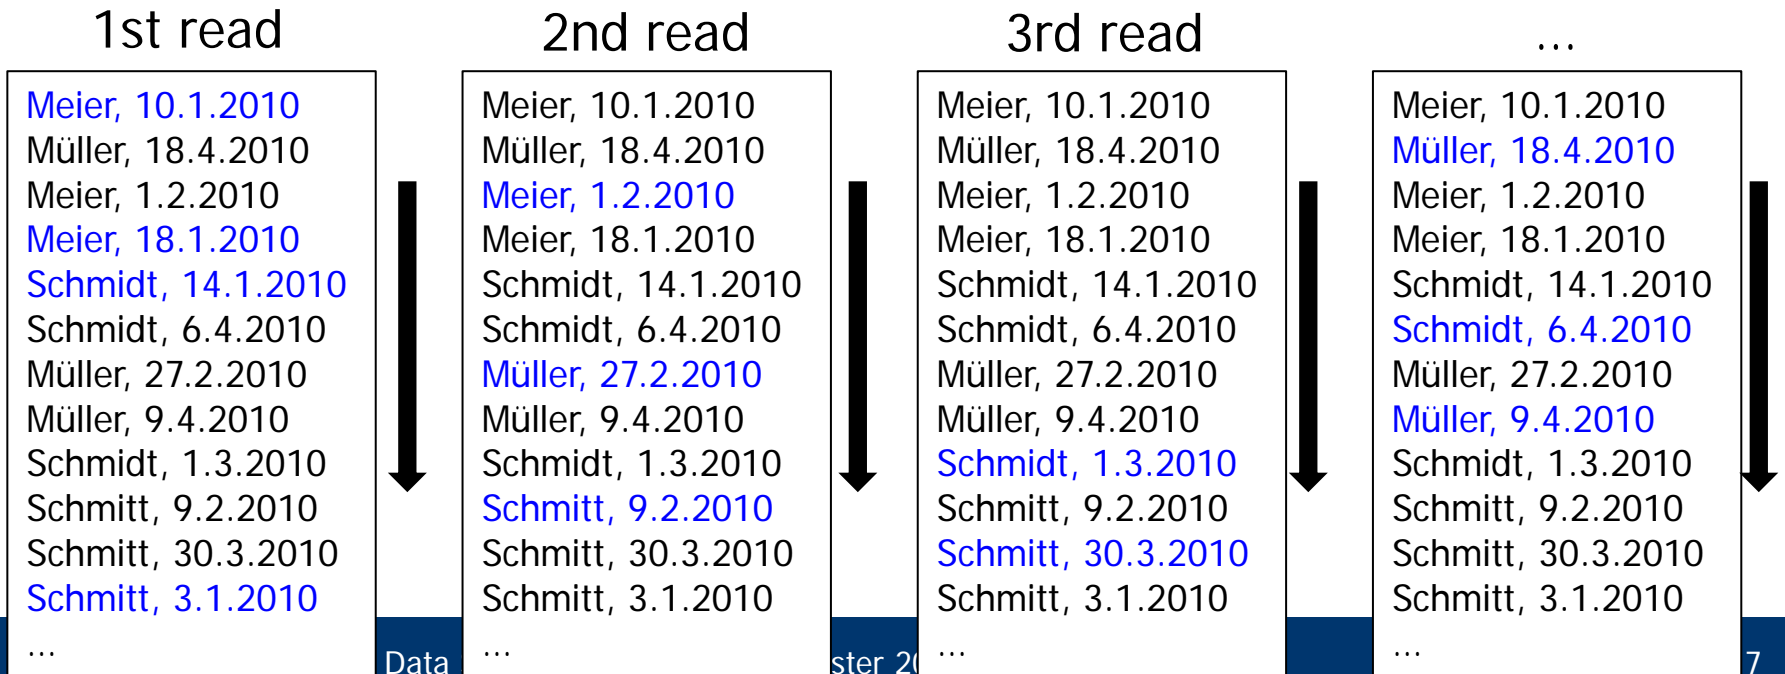 1st read
Meier, 10.1.2010
Müller, 18.4.2010
Meier, 1.2.2010
Meier, 18.1.2010
Schmidt, 14.1.2010
Schmidt, 6.4.2010
Müller, 27.2.2010
Müller, 9.4.2010
Schmidt, 1.3.2010
Schmitt, 9.2.2010
Schmitt, 30.3.2010
Schmitt, 3.1.2010
…
2nd read
Meier, 10.1.2010
Müller, 18.4.2010
Meier, 1.2.2010
Meier, 18.1.2010
Schmidt, 14.1.2010
Schmidt, 6.4.2010
Müller, 27.2.2010
Müller, 9.4.2010
Schmidt, 1.3.2010
Schmitt, 9.2.2010
Schmitt, 30.3.2010
Schmitt, 3.1.2010
…
3rd read
Meier, 10.1.2010
Müller, 18.4.2010
Meier, 1.2.2010
Meier, 18.1.2010
Schmidt, 14.1.2010
Schmidt, 6.4.2010
Müller, 27.2.2010
Müller, 9.4.2010
Schmidt, 1.3.2010
Schmitt, 9.2.2010
Schmitt, 30.3.2010
Schmitt, 3.1.2010
…
…
Meier, 10.1.2010
Müller, 18.4.2010
Meier, 1.2.2010
Meier, 18.1.2010
Schmidt, 14.1.2010
Schmidt, 6.4.2010
Müller, 27.2.2010
Müller, 9.4.2010
Schmidt, 1.3.2010
Schmitt, 9.2.2010
Schmitt, 30.3.2010
Schmitt, 3.1.2010
…
Data ster 20 7